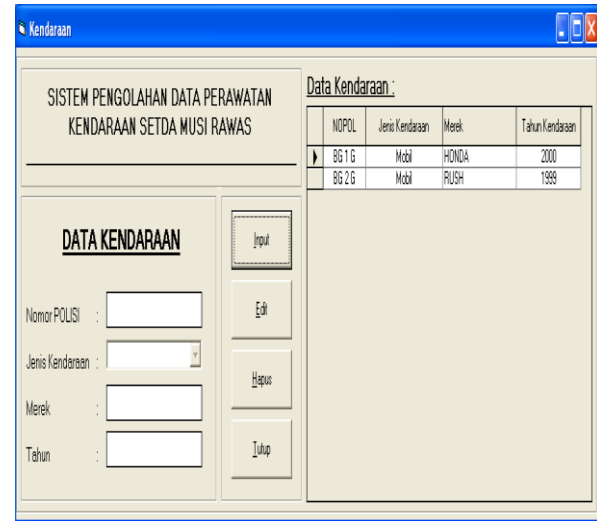 Kendaraan
SISTEM PENGOLAHAN DATA PERAWATAN
KENDARAAN SETDA MUSI RAWAS
DATA KENDARAAN
Nomor POLISI :
Jenis Kendaraan :
Merek :
Tahun :
Input
Edit
Hapus
Tutup
Data Kendaraan :
NOPOL Jenis Kendaraan Merek Tahun Kendaraan
BG 1 G Mobil HONDA 2000
BG 2 G Mobil RUSH 1999